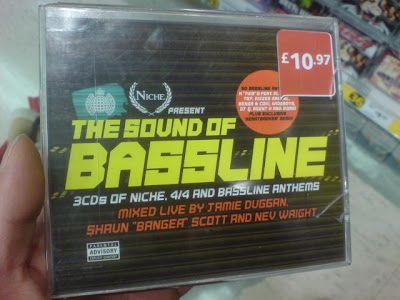 £10.97
NICHE
PRESENT
THE SOUND OF
BASSLINE
3CDs OF NICHE, 4/4 AND BASSLINE ANTHEMS
MIXED LIVE BY JAMIE DUGGAN,
SHAUN "BANGER" SCOTT AND NEV WRIGHT
PARENTAL
ADVISORY